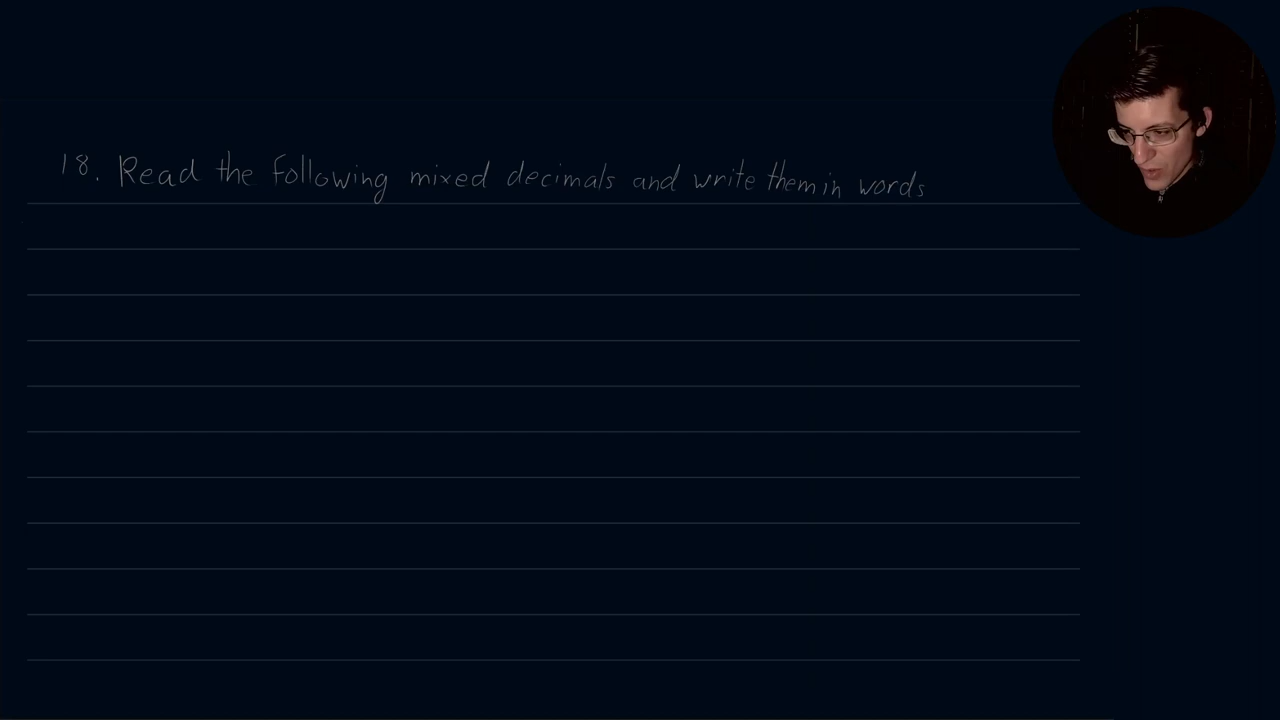 18. Read the following mixed decimals and write them in words